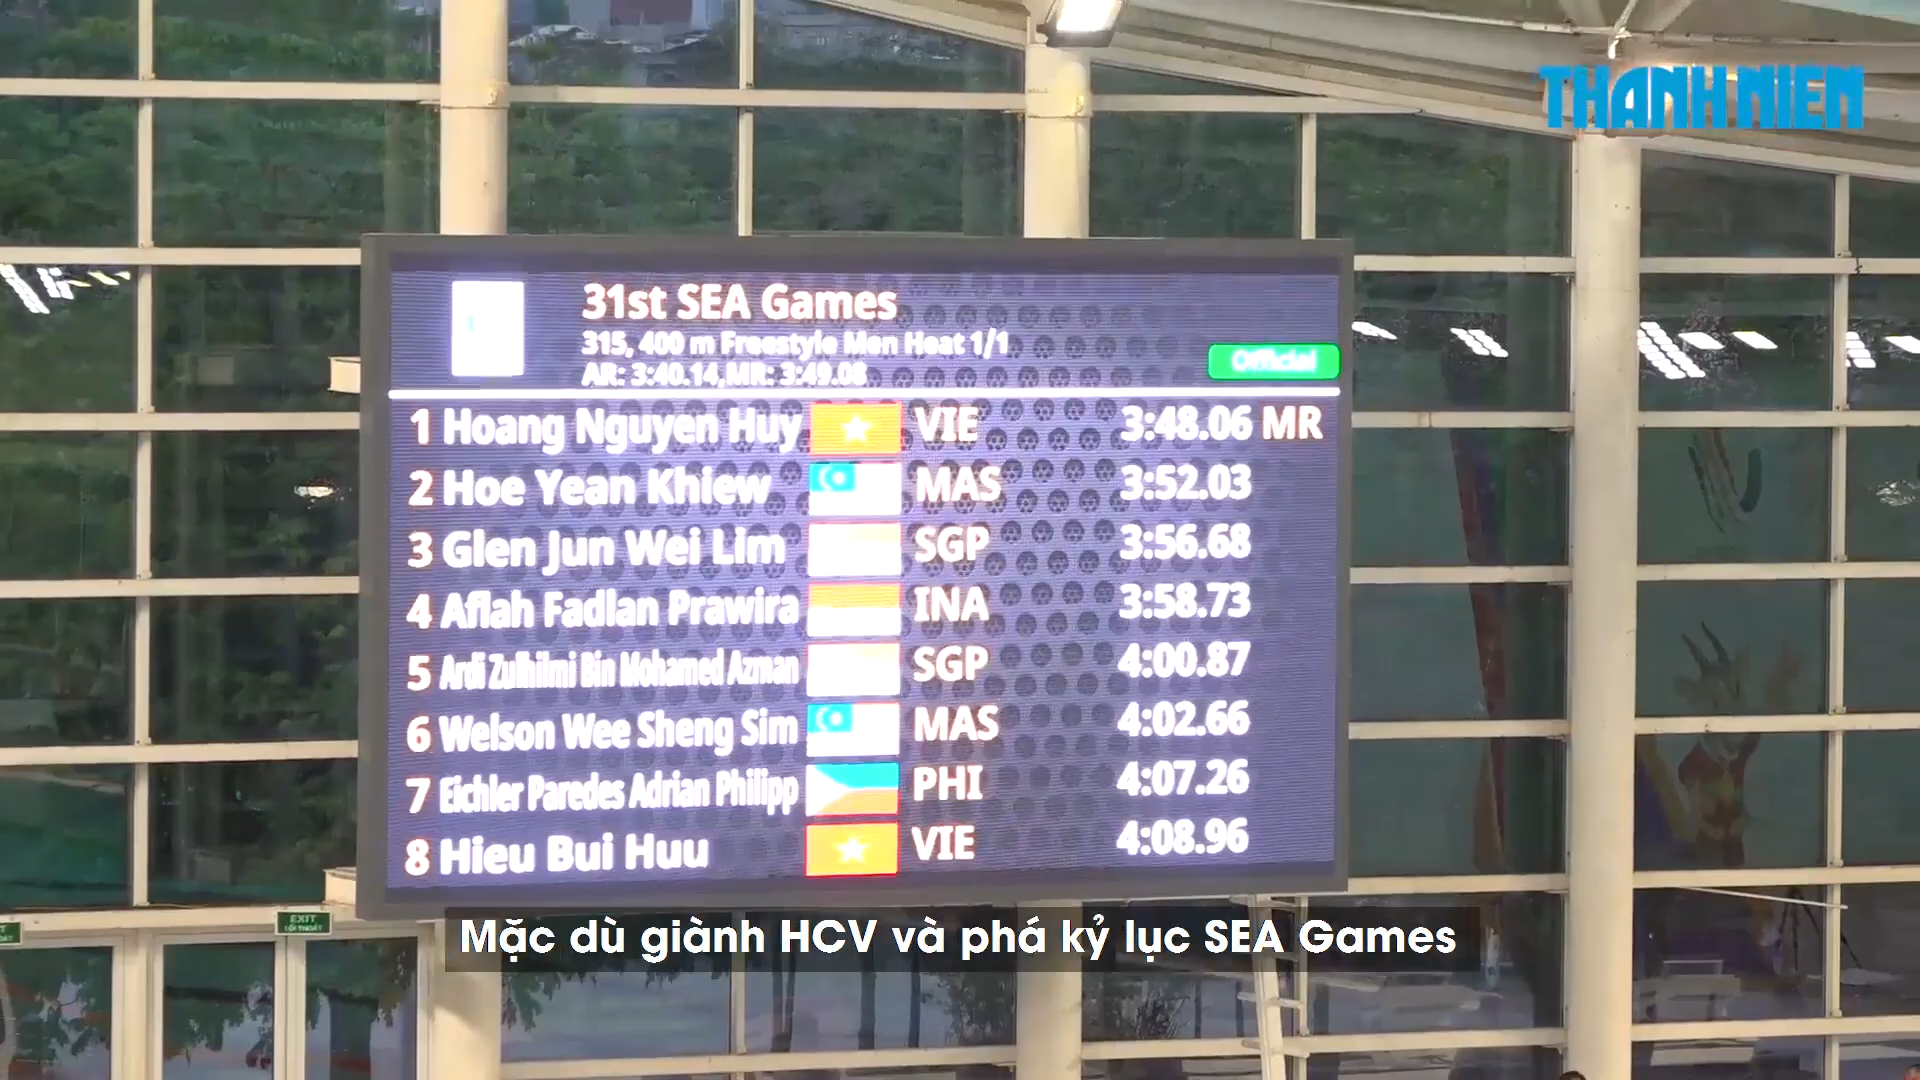 THANH NIEN
31st SEA Games
315, 400 m Freestyle Men Heat 1/1
AR: 3:40.14, MR: 3:49.08
Official
1 Hoang Nguyen Huy VIE 3:48.06 MR
2 Hoe Yean Khiew MAS 3:52.03
3 Glen Jun Wei Lim SGP 3:56.68
4 Aflah Fadlan Prawira INA 3:58.73
5 Ardi Zulhilmi Bin Mohamed Azman SGP 4:00.87
6 Welson Wee Sheng Sim MAS 4:02.66
7 Eichler Paredes Adrian Philipp PHI 4:07.26
8 Hieu Bui Huu VIE 4:08.96
EXIT
Mặc dù giành HCV và phá kỷ lục SEA Games